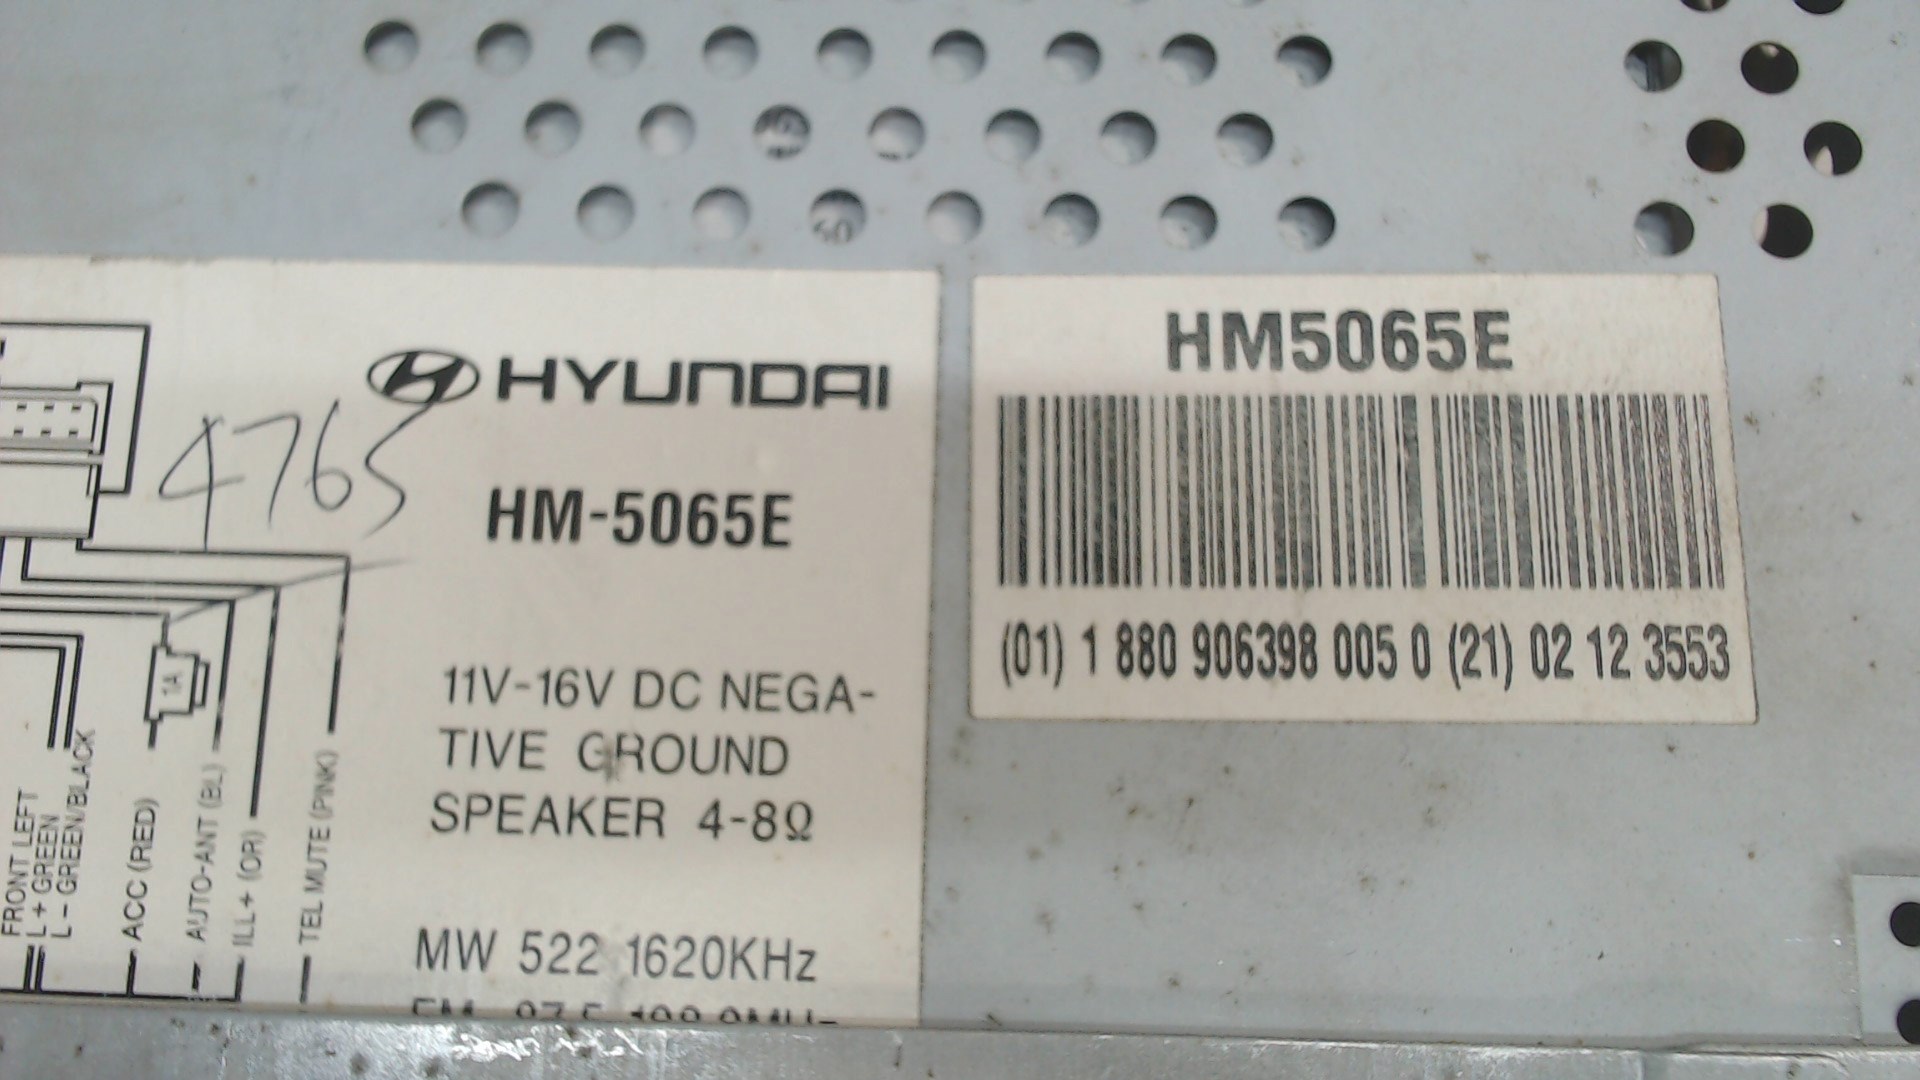 HYUNDAI
4765
HM-5065E
11V-16V DC NEGA-
TIVE GROUND
SPEAKER 4-8Ω
MW 522 1620KHz
1A
FRONT LEFT
L+ GREEN
L- GREEN/BLACK
ACC (RED)
AUTO-ANT (BL)
ILL+ (OR)
TEL MUTE (PINK)
HM5065E
(01) 1 880 906398 005 0 (21) 02 12 3553